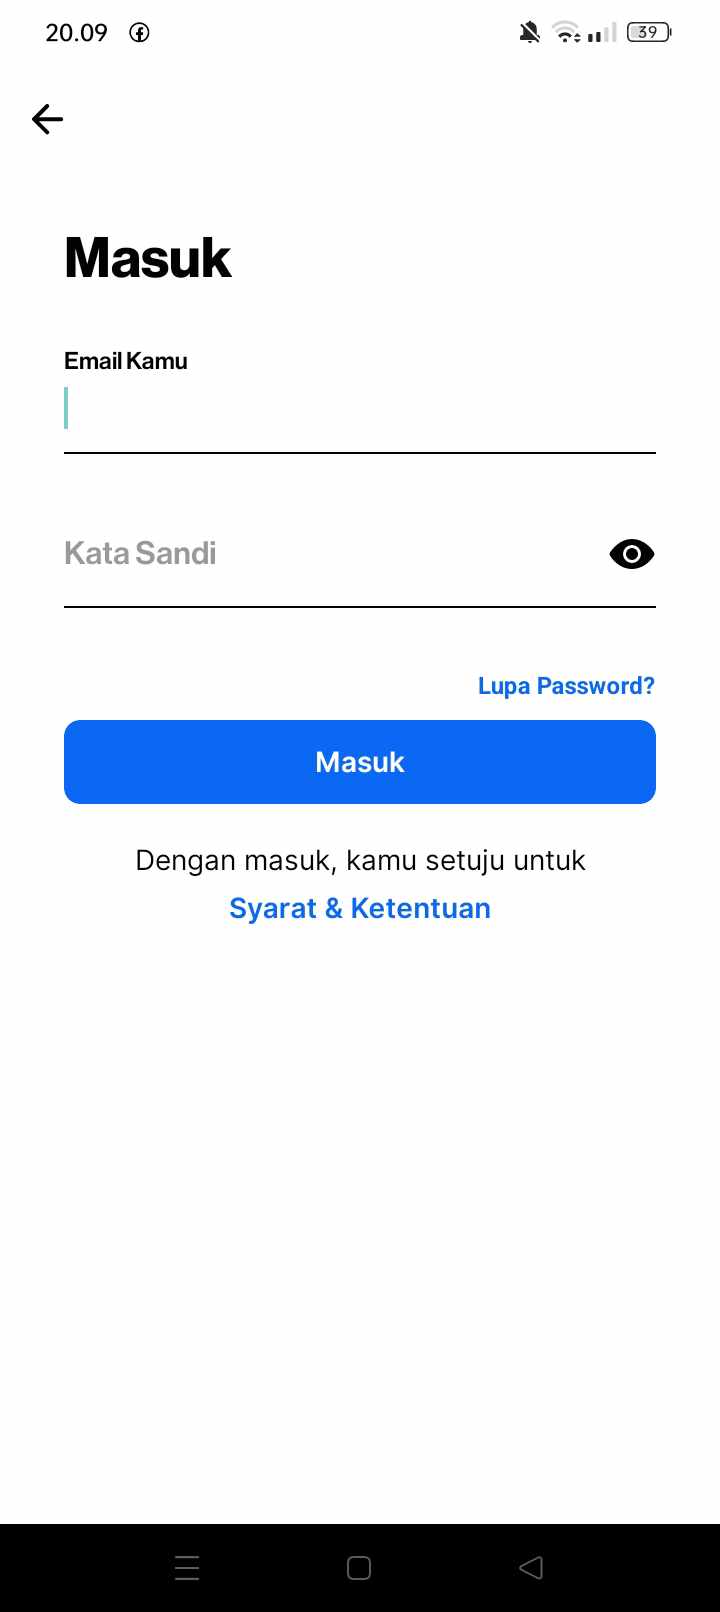 20.09
39
Masuk
Email Kamu
Kata Sandi
Lupa Password?
Masuk
Dengan masuk, kamu setuju untuk
Syarat & Ketentuan